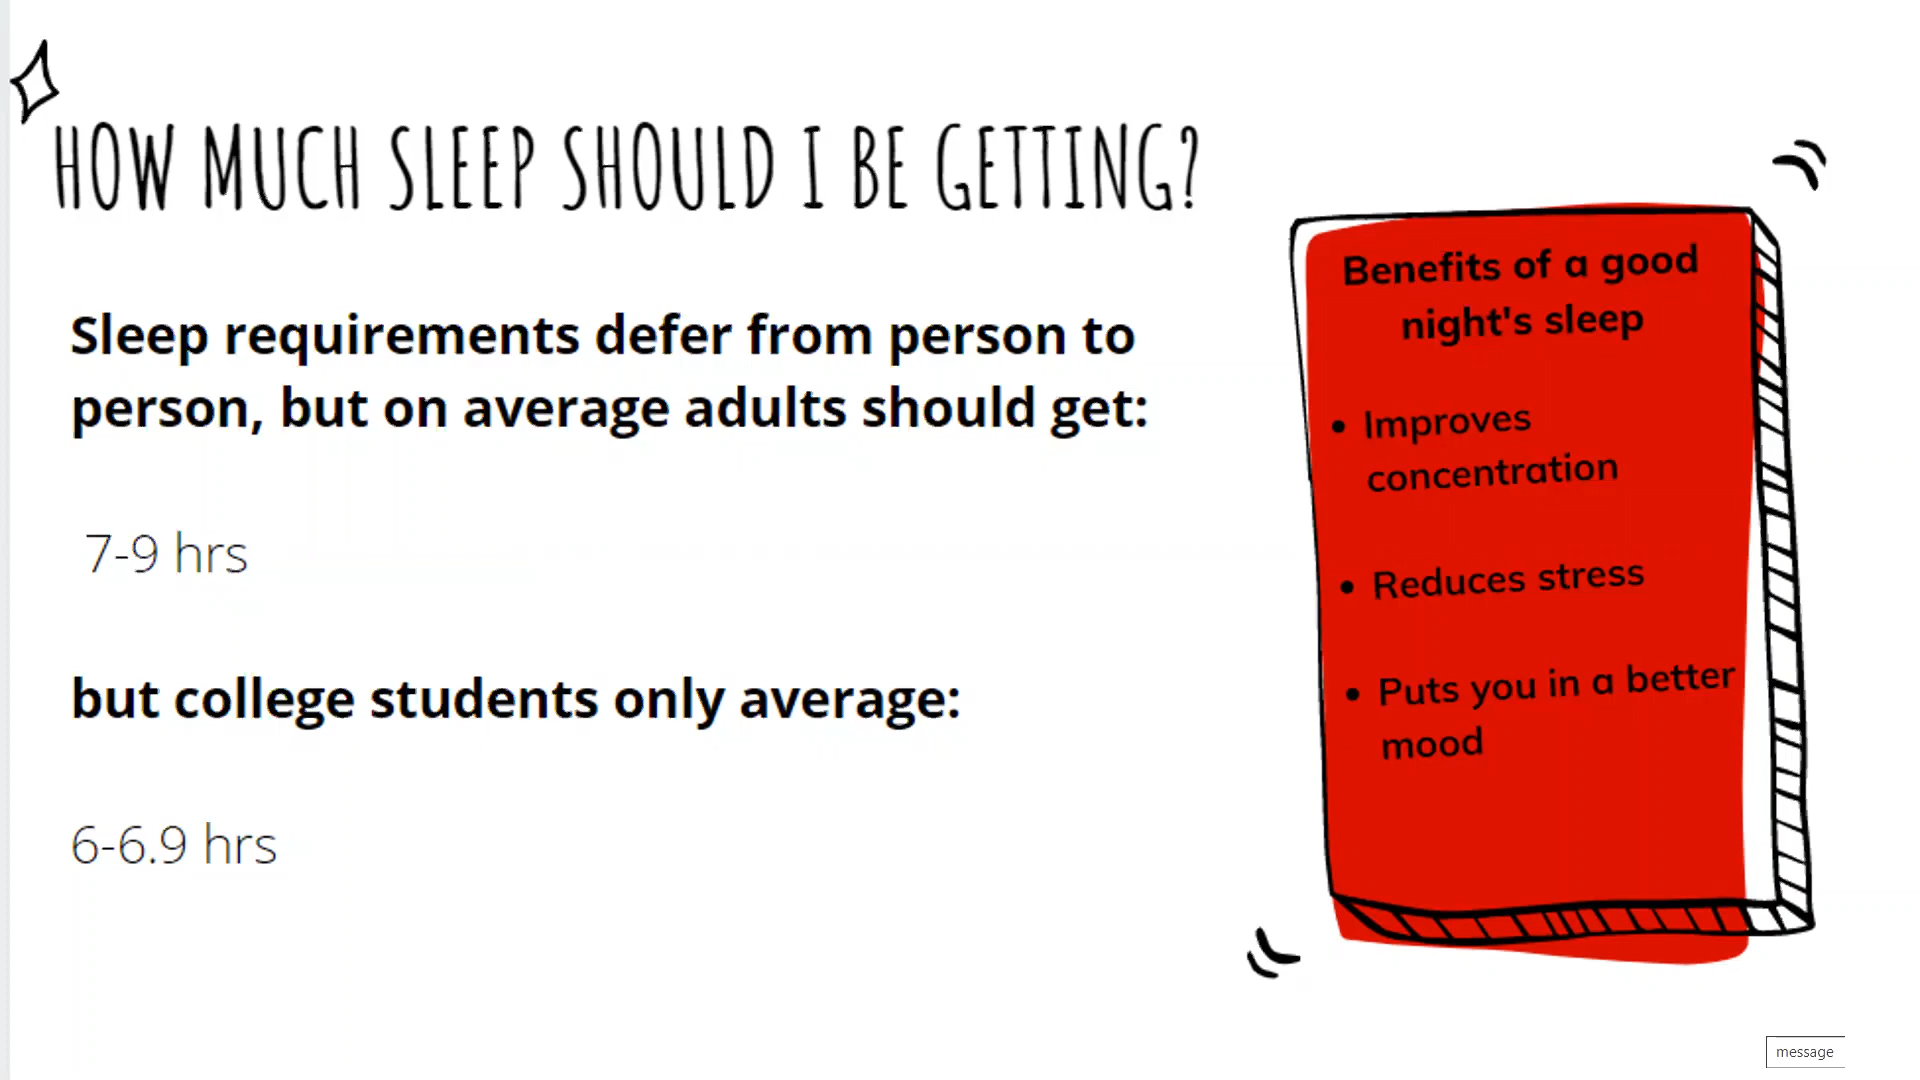 HOW MUCH SLEEP SHOULD I BE GETTING?
Sleep requirements defer from person to
person, but on average adults should get:
7-9 hrs
but college students only average:
6-6.9 hrs
Benefits of a good
night's sleep
• Improves
concentration
• Reduces stress
• Puts you in a better
mood
message